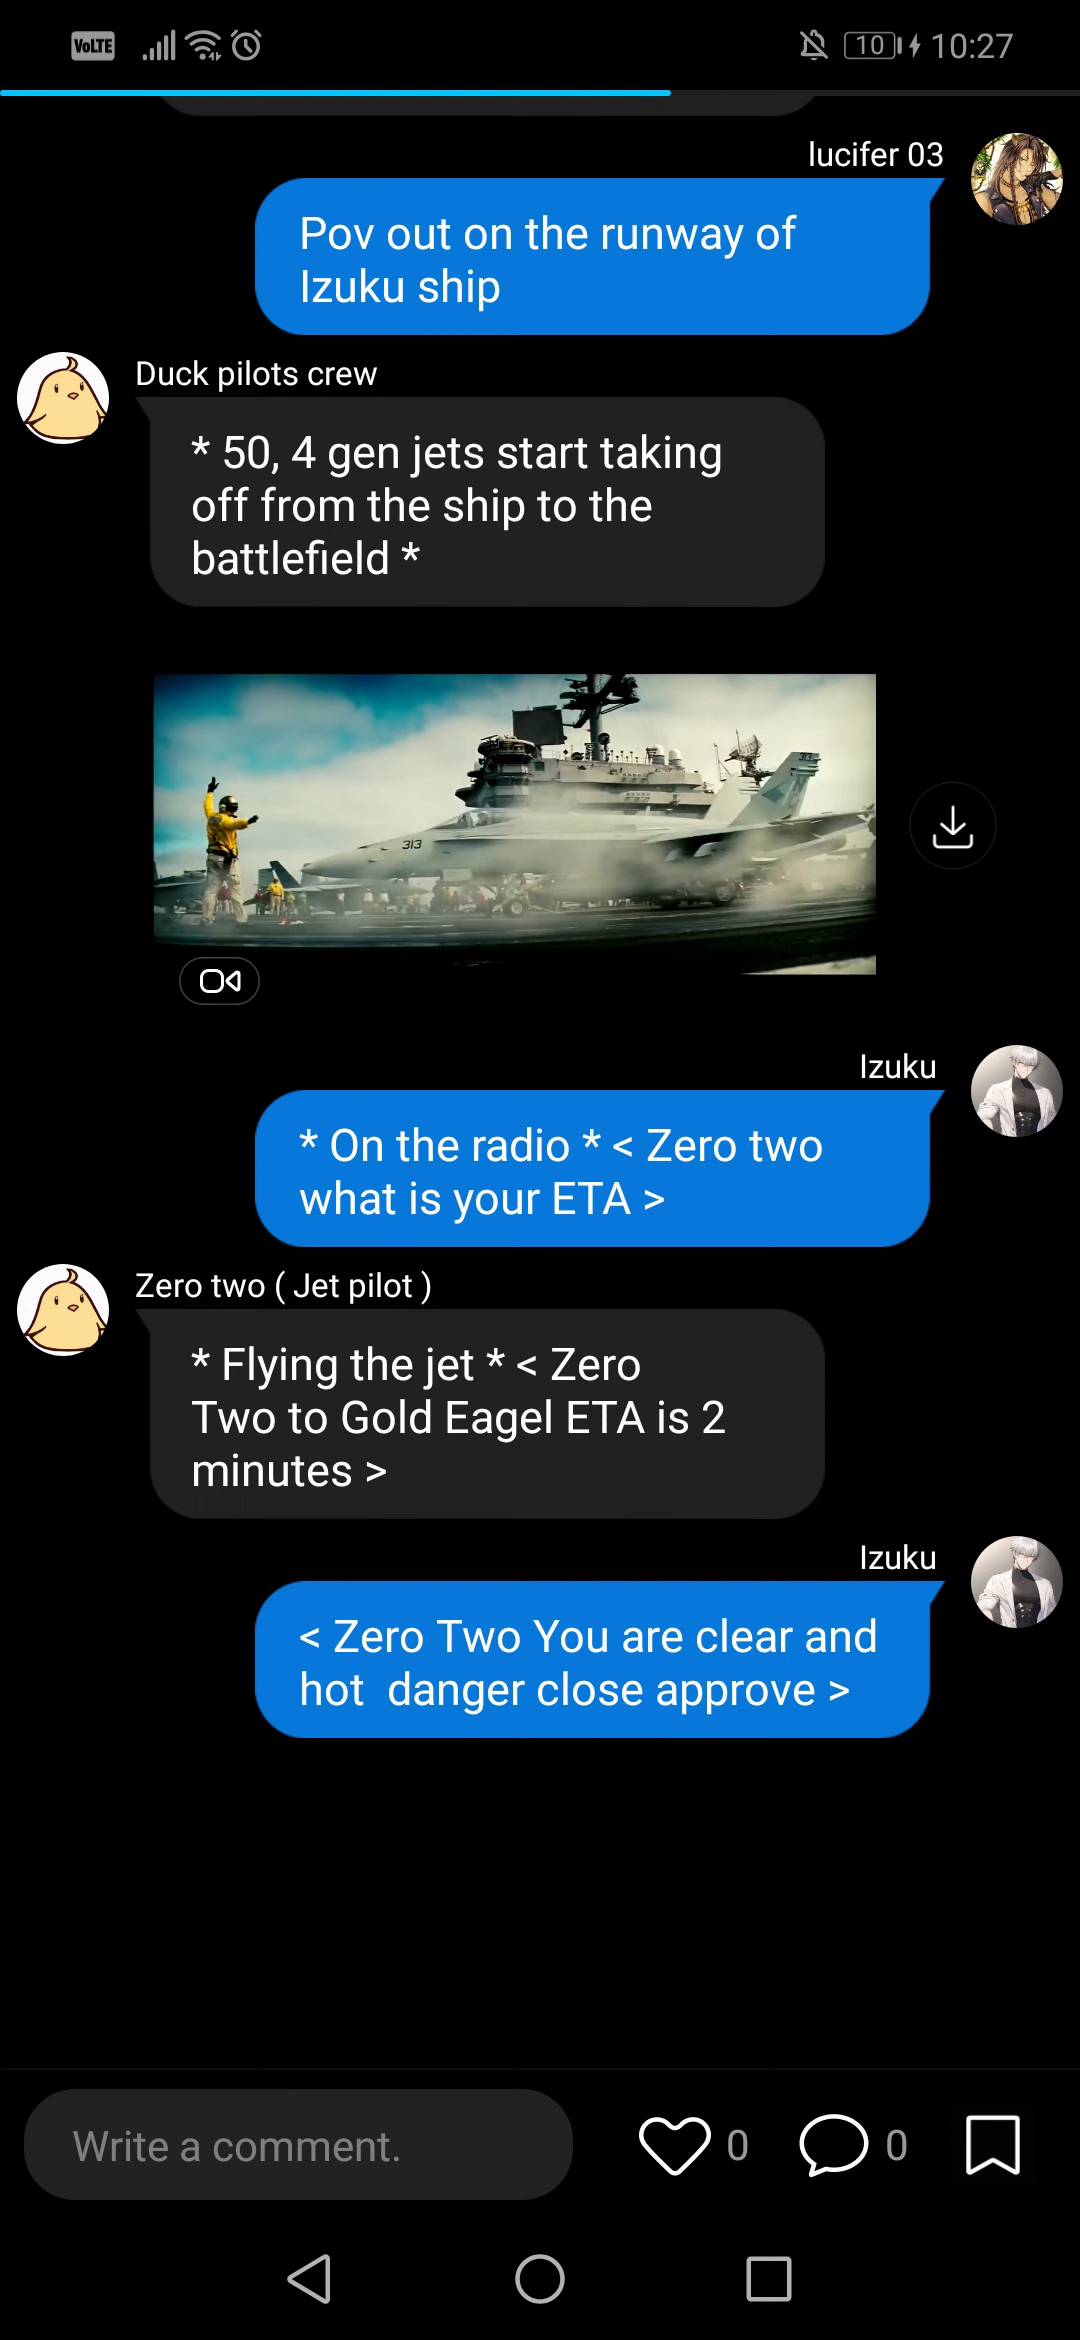 VoLTE 10 10:27
lucifer 03
Pov out on the runway of
Izuku ship
Duck pilots crew
* 50, 4 gen jets start taking
off from the ship to the
battlefield *
313
Izuku
* On the radio * < Zero two
what is your ETA >
Zero two ( Jet pilot )
* Flying the jet * < Zero
Two to Gold Eagel ETA is 2
minutes >
Izuku
< Zero Two You are clear and
hot  danger close approve >
Write a comment.
0
0